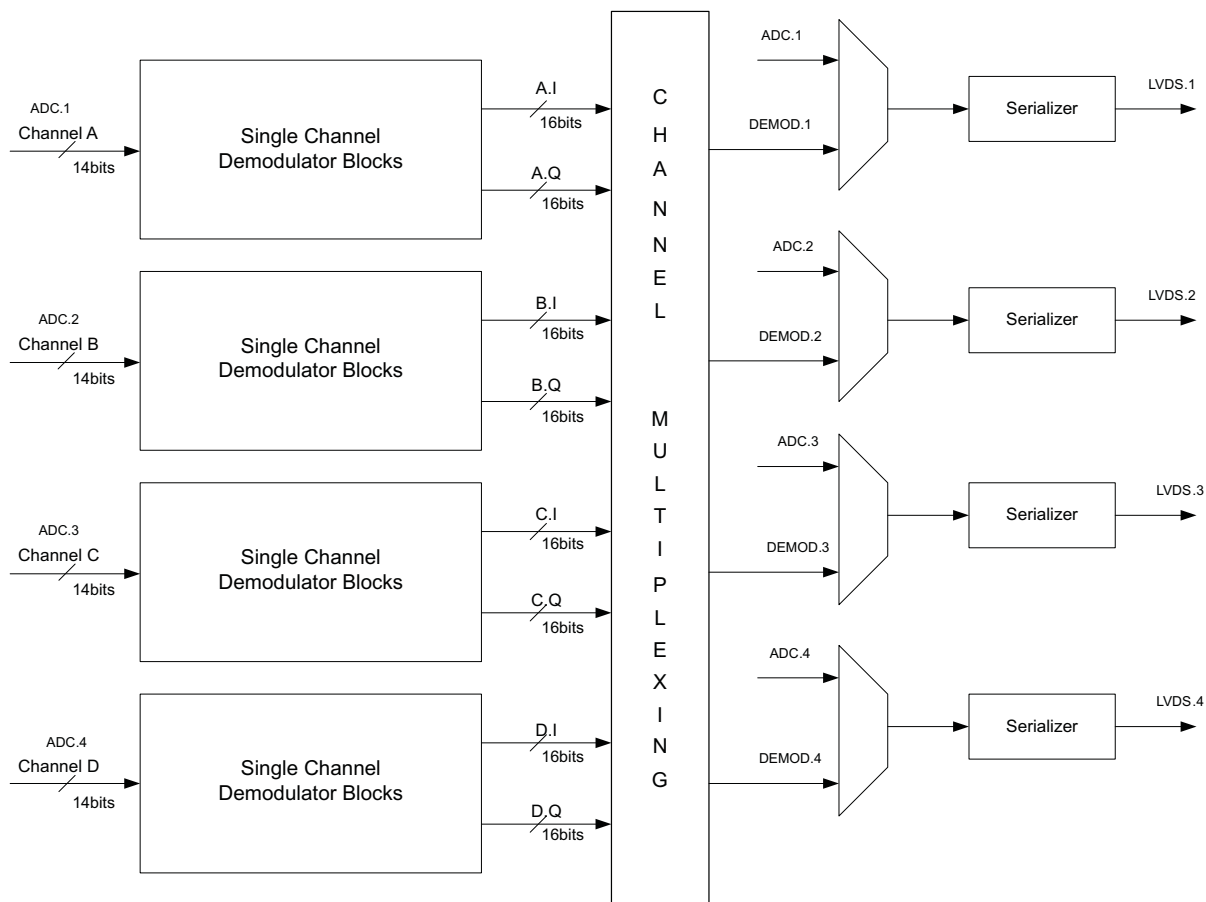 ADC.1
Channel A
14bits
Single Channel
Demodulator Blocks
A.I
16bits
A.Q
16bits
ADC.2
Channel B
14bits
Single Channel
Demodulator Blocks
B.I
16bits
B.Q
16bits
ADC.3
Channel C
14bits
Single Channel
Demodulator Blocks
C.I
16bits
C.Q
16bits
ADC.4
Channel D
14bits
Single Channel
Demodulator Blocks
D.I
16bits
D.Q
16bits
CHANNEL MULTIPLEXING
ADC.1
DEMOD.1
Serializer
LVDS.1
ADC.2
DEMOD.2
Serializer
LVDS.2
ADC.3
DEMOD.3
Serializer
LVDS.3
ADC.4
DEMOD.4
Serializer
LVDS.4